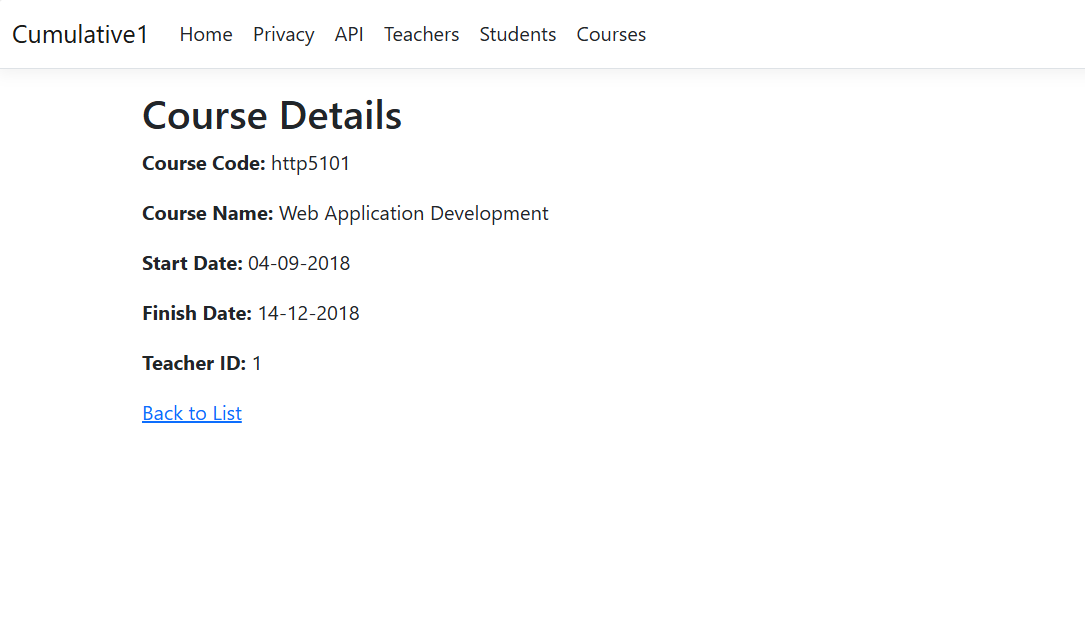 Cumulative1 Home Privacy API Teachers Students Courses
Course Details
Course Code: http5101
Course Name: Web Application Development
Start Date: 04-09-2018
Finish Date: 14-12-2018
Teacher ID: 1
Back to List